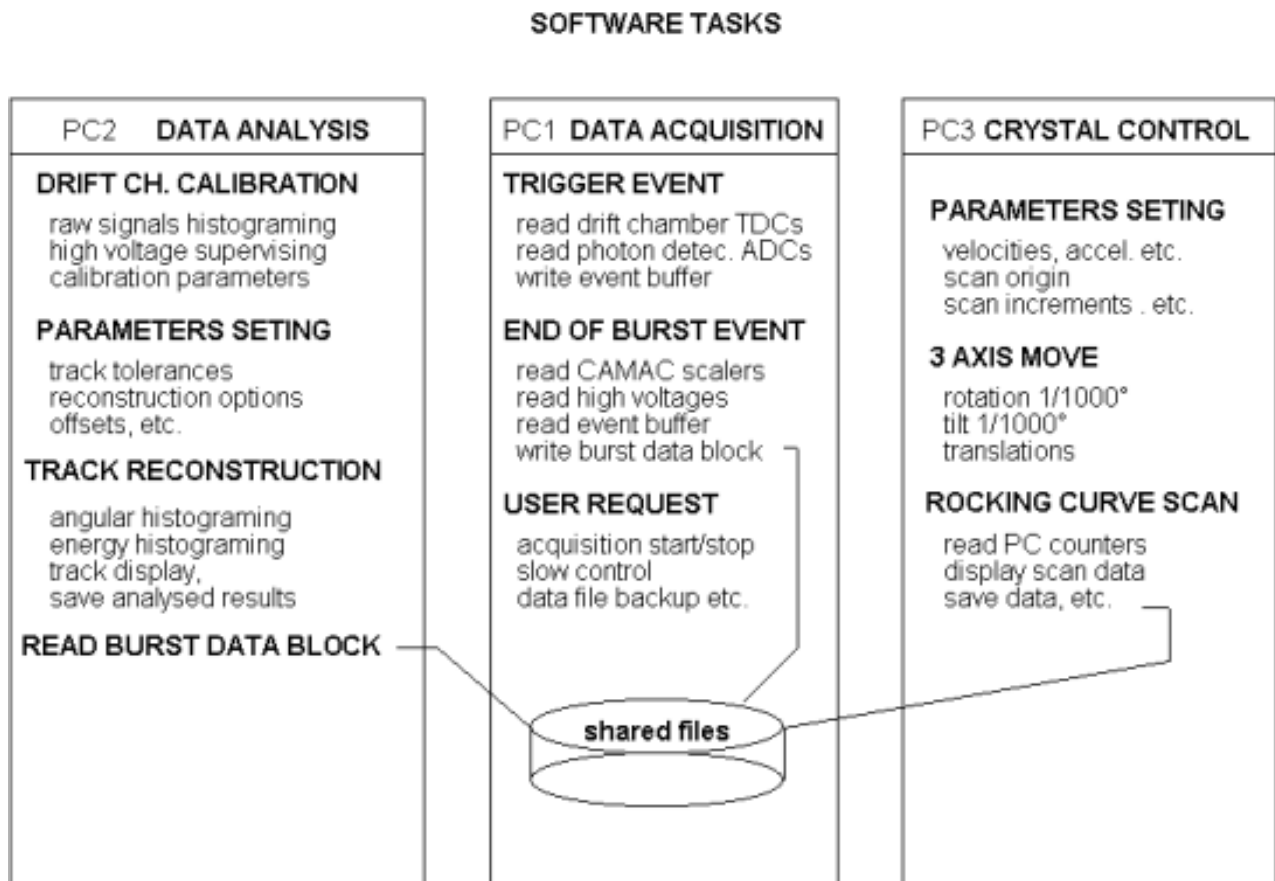 SOFTWARE TASKS
PC2 DATA ANALYSIS
DRIFT CH. CALIBRATION
raw signals histograming
high voltage supervising
calibration parameters
PARAMETERS SETING
track tolerances
reconstruction options
offsets, etc.
TRACK RECONSTRUCTION
angular histograming
energy histograming
track display,
save analysed results
READ BURST DATA BLOCK
PC1 DATA ACQUISITION
TRIGGER EVENT
read drift chamber TDCs
read photon detec. ADCs
write event buffer
END OF BURST EVENT
read CAMAC scalers
read high voltages
read event buffer
write burst data block
USER REQUEST
acquisition start/stop
slow control
data file backup etc.
shared files
PC3 CRYSTAL CONTROL
PARAMETERS SETING
velocities, accel. etc.
scan origin
scan increments . etc.
3 AXIS MOVE
rotation 1/1000°
tilt 1/1000°
translations
ROCKING CURVE SCAN
read PC counters
display scan data
save data, etc.